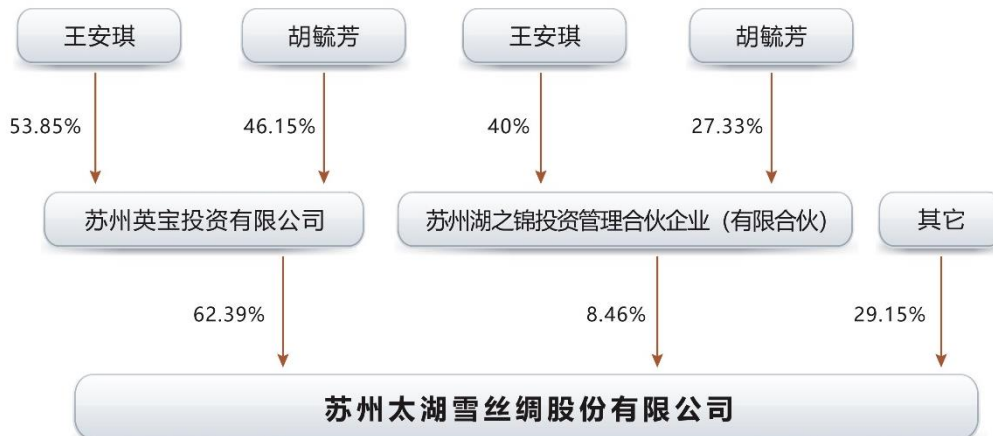 王安琪
胡毓芳
王安琪
胡毓芳
53.85%
46.15%
40%
27.33%
苏州英宝投资有限公司
苏州湖之锦投资管理合伙企业（有限合伙）
其它
62.39%
8.46%
29.15%
苏州太湖雪丝绸股份有限公司